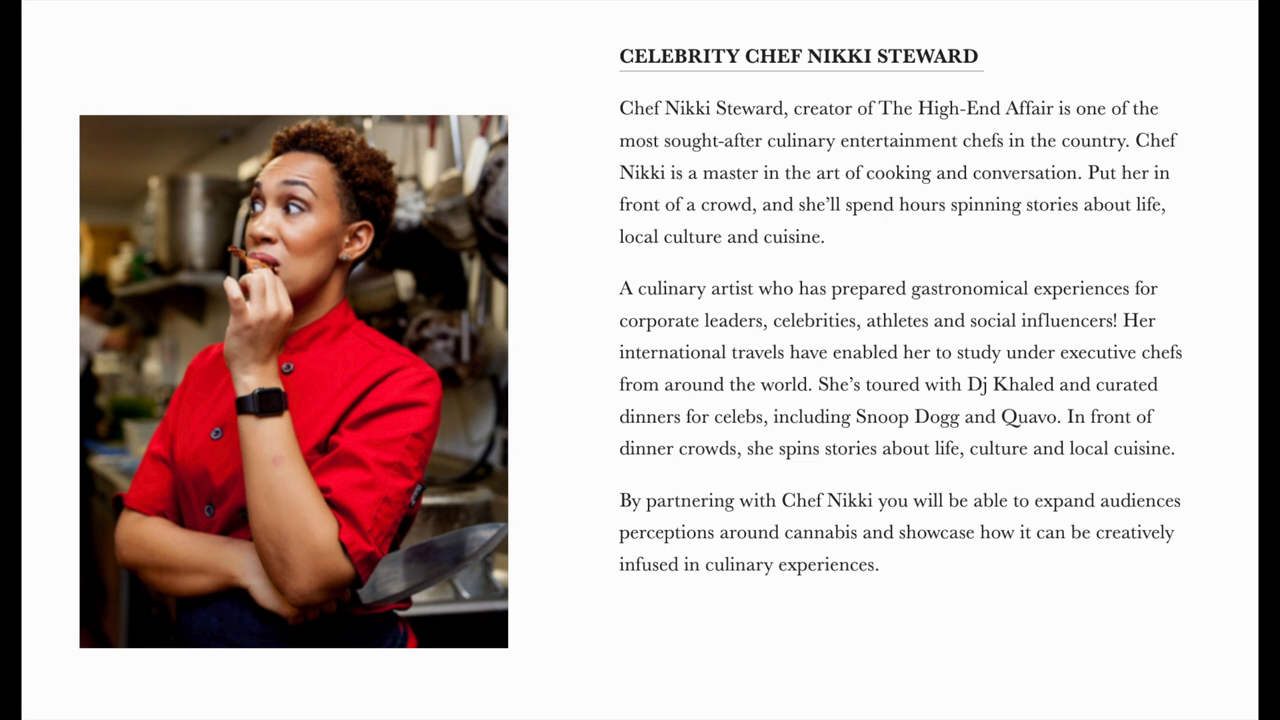 CELEBRITY CHEF NIKKI STEWARD
Chef Nikki Steward, creator of The High-End Affair is one of the
most sought-after culinary entertainment chefs in the country. Chef
Nikki is a master in the art of cooking and conversation. Put her in
front of a crowd, and she’ll spend hours spinning stories about life,
local culture and cuisine.
A culinary artist who has prepared gastronomical experiences for
corporate leaders, celebrities, athletes and social influencers! Her
international travels have enabled her to study under executive chefs
from around the world. She’s toured with Dj Khaled and curated
dinners for celebs, including Snoop Dogg and Quavo. In front of
dinner crowds, she spins stories about life, culture and local cuisine.
By partnering with Chef Nikki you will be able to expand audiences
perceptions around cannabis and showcase how it can be creatively
infused in culinary experiences.